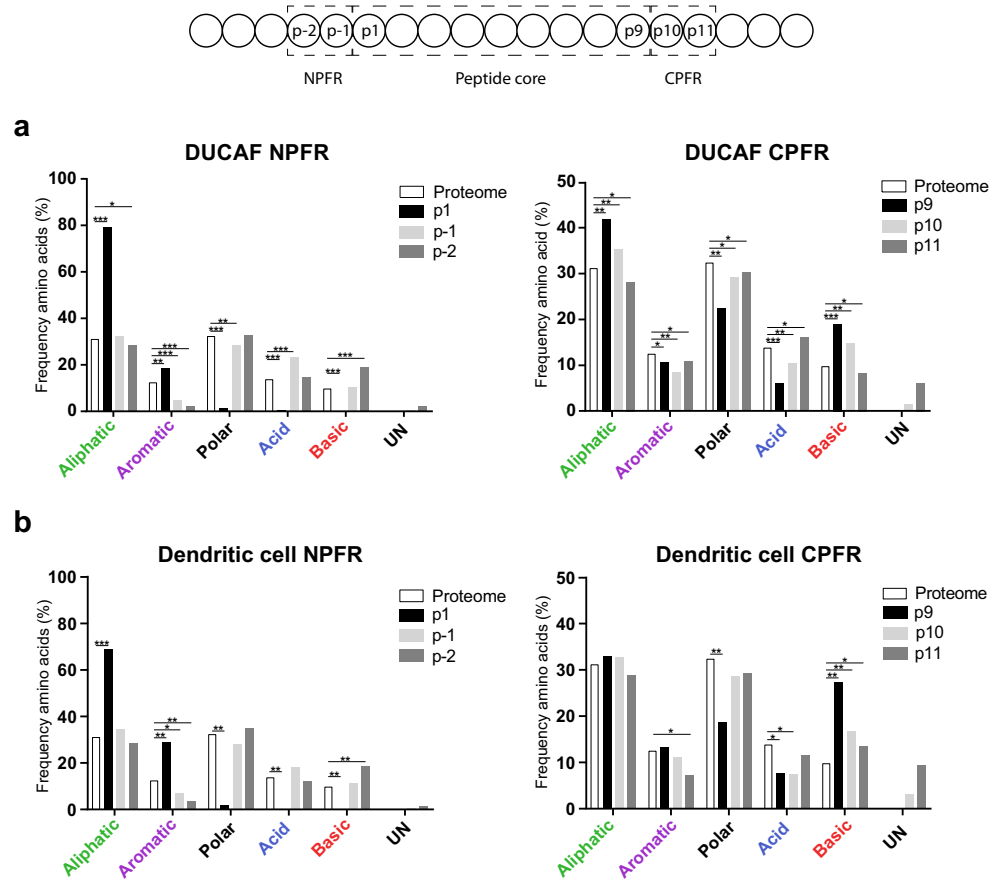 p-2 p-1 p1 p9 p10 p11
NPFR Peptide core CPFR
a
DUCAF NPFR
Frequency amino acids (%)
100
80
60
40
20
0
*
***
***
***
**
**
***
***
***
***
***
Proteome
p1
p-1
p-2
Aliphatic
Aromatic
Polar
Acid
Basic
UN
DUCAF CPFR
Frequency amino acid (%)
50
40
30
20
10
0
*
**
**
*
**
*
*
*
**
*
**
***
*
**
***
Proteome
p9
p10
p11
Aliphatic
Aromatic
Polar
Acid
Basic
UN
b
Dendritic cell NPFR
Frequency amino acids (%)
100
80
60
40
20
0
***
**
*
**
**
**
**
**
Proteome
p1
p-1
p-2
Aliphatic
Aromatic
Polar
Acid
Basic
UN
Dendritic cell CPFR
Frequency amino acids (%)
50
40
30
20
10
0
*
**
*
*
*
**
**
Proteome
p9
p10
p11
Aliphatic
Aromatic
Polar
Acid
Basic
UN